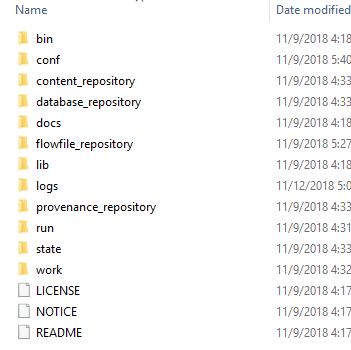 Name Date modified
bin 11/9/2018 4:18
conf 11/9/2018 5:40
content_repository 11/9/2018 4:33
database_repository 11/9/2018 4:33
docs 11/9/2018 4:18
flowfile_repository 11/9/2018 5:27
lib 11/9/2018 4:18
logs 11/12/2018 5:0
provenance_repository 11/9/2018 4:33
run 11/9/2018 4:31
state 11/9/2018 4:33
work 11/9/2018 4:32
LICENSE 11/9/2018 4:17
NOTICE 11/9/2018 4:17
README 11/9/2018 4:17